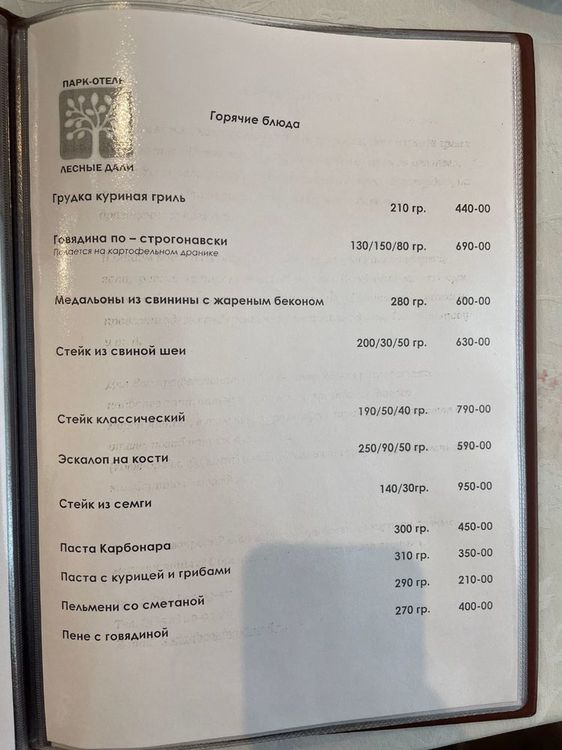 ПАРК-ОТЕЛЬ
ЛЕСНЫЕ ДАЛИ
Горячие блюда
Грудка куриная гриль 210 гр. 440-00
Говядина по – строгонавски 130/150/80 гр. 690-00
Подается на картофельном дранике
Медальоны из свинины с жареным беконом 280 гр. 600-00
Стейк из свиной шеи 200/30/50 гр. 630-00
Стейк классический 190/50/40 гр. 790-00
Эскалоп на кости 250/90/50 гр. 590-00
Стейк из семги 140/30гр. 950-00
Паста Карбонара 300 гр. 450-00
Паста с курицей и грибами 310 гр. 350-00
Пельмени со сметаной 290 гр. 210-00
Пене с говядиной 270 гр. 400-00